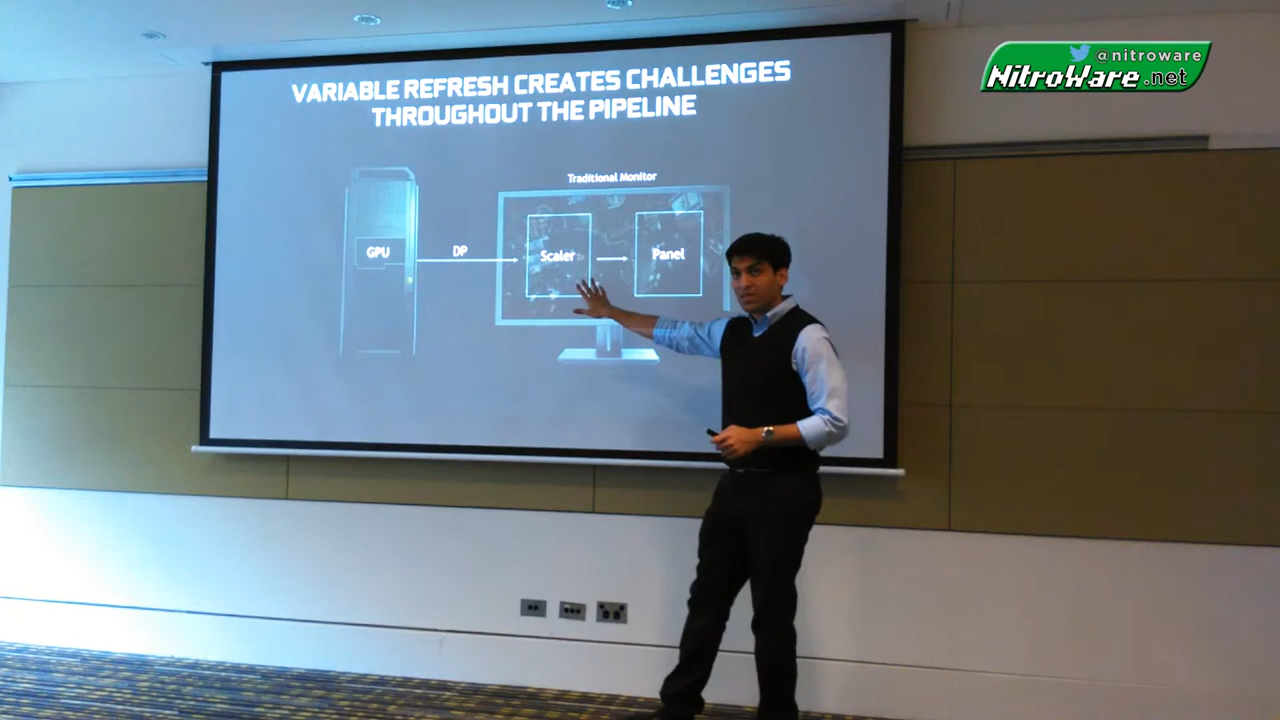 @nitroware
NitroWare.net
VARIABLE REFRESH CREATES CHALLENGES
THROUGHOUT THE PIPELINE
Traditional Monitor
GPU
DP
Scaler
Panel